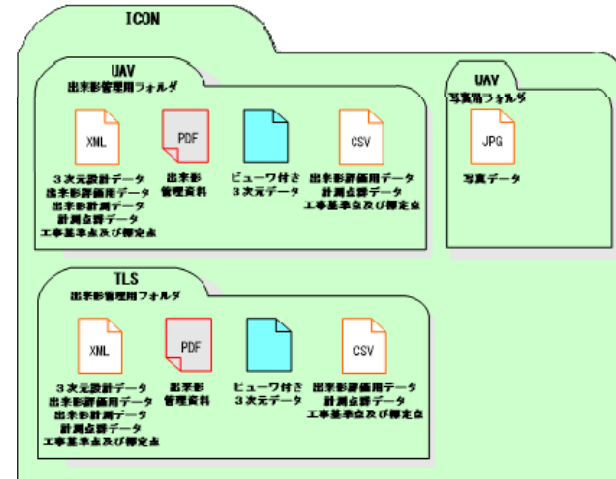 ICON
UAV
出来形管理用フォルダ
XML
3次元設計データ
出来形評価用データ
出来形計測データ
計測点群データ
工事基準点及び標定点
PDF
出来形
管理資料
ビューワ付き
3次元データ
CSV
出来形評価用データ
計測点群データ
工事基準点及び標定点
UAV
写真用フォルダ
JPG
写真データ
TLS
出来形管理用フォルダ
XML
3次元設計データ
出来形評価用データ
出来形計測データ
計測点群データ
工事基準点及び標定点
PDF
出来形
管理資料
ビューワ付き
3次元データ
CSV
出来形評価用データ
計測点群データ
工事基準点及び標定点